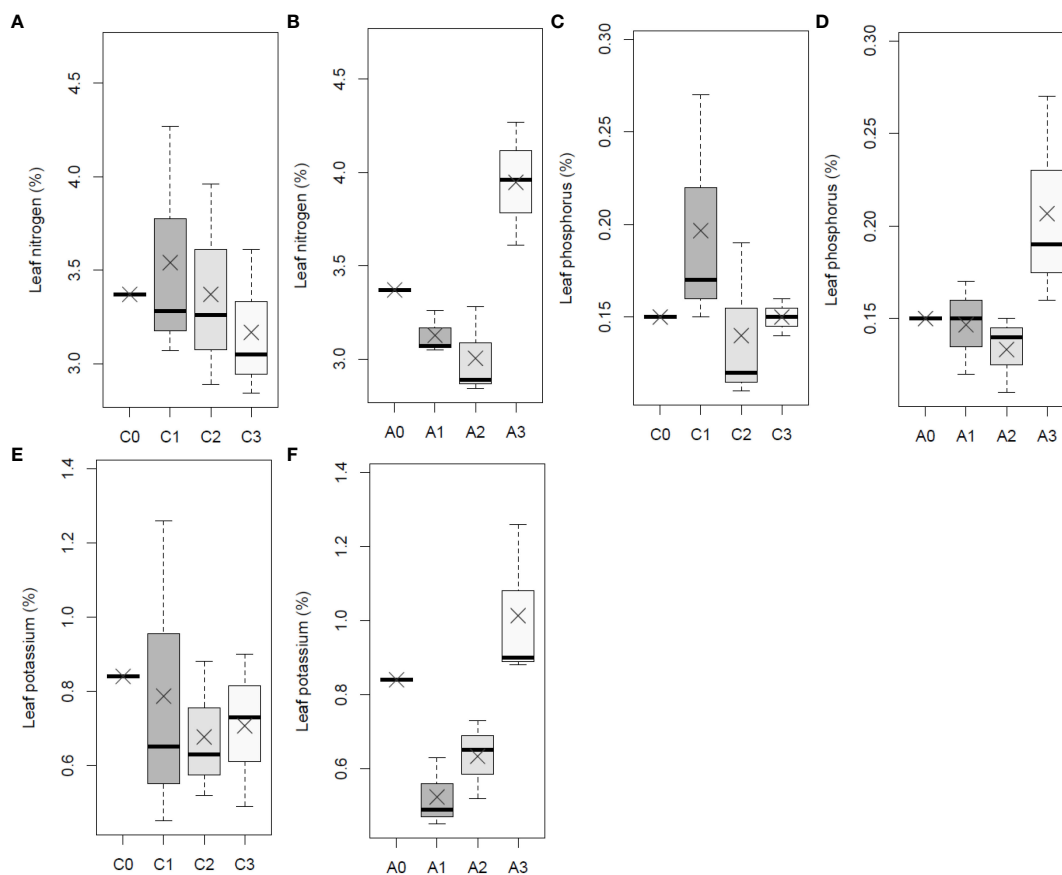 A
Leaf nitrogen (%)
4.5
4.0
3.5
3.0
C0 C1 C2 C3
B
Leaf nitrogen (%)
4.5
4.0
3.5
3.0
A0 A1 A2 A3
C
Leaf phosphorus (%)
0.30
0.25
0.20
0.15
C0 C1 C2 C3
D
Leaf phosphorus (%)
0.30
0.25
0.20
0.15
A0 A1 A2 A3
E
Leaf potassium (%)
1.4
1.2
1.0
0.8
0.6
C0 C1 C2 C3
F
Leaf potassium (%)
1.4
1.2
1.0
0.8
0.6
A0 A1 A2 A3